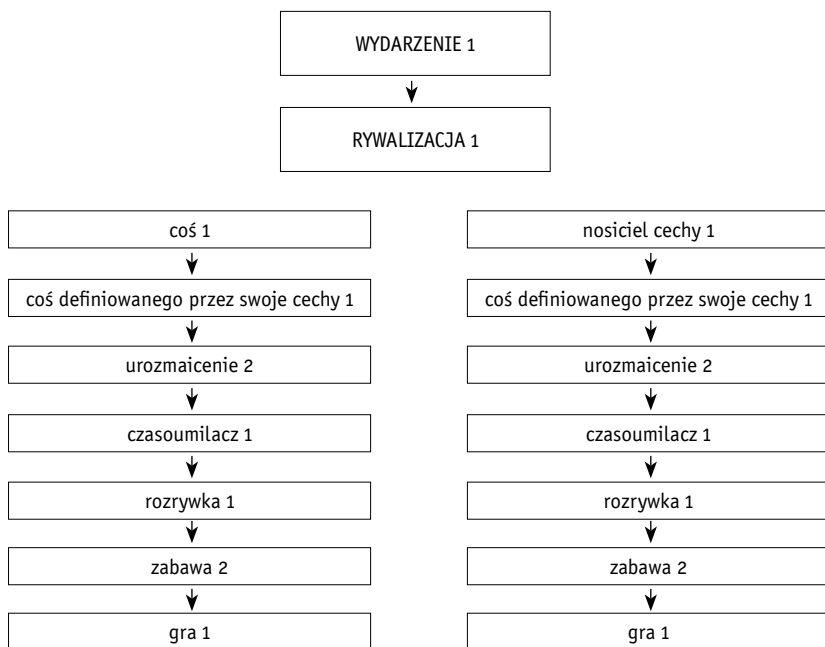 WYDARZENIE 1
RYWALIZACJA 1
coś 1
coś definiowanego przez swoje cechy 1
urozmaicenie 2
czasoumilacz 1
rozrywka 1
zabawa 2
gra 1
nosiciel cechy 1
coś definiowanego przez swoje cechy 1
urozmaicenie 2
czasoumilacz 1
rozrywka 1
zabawa 2
gra 1